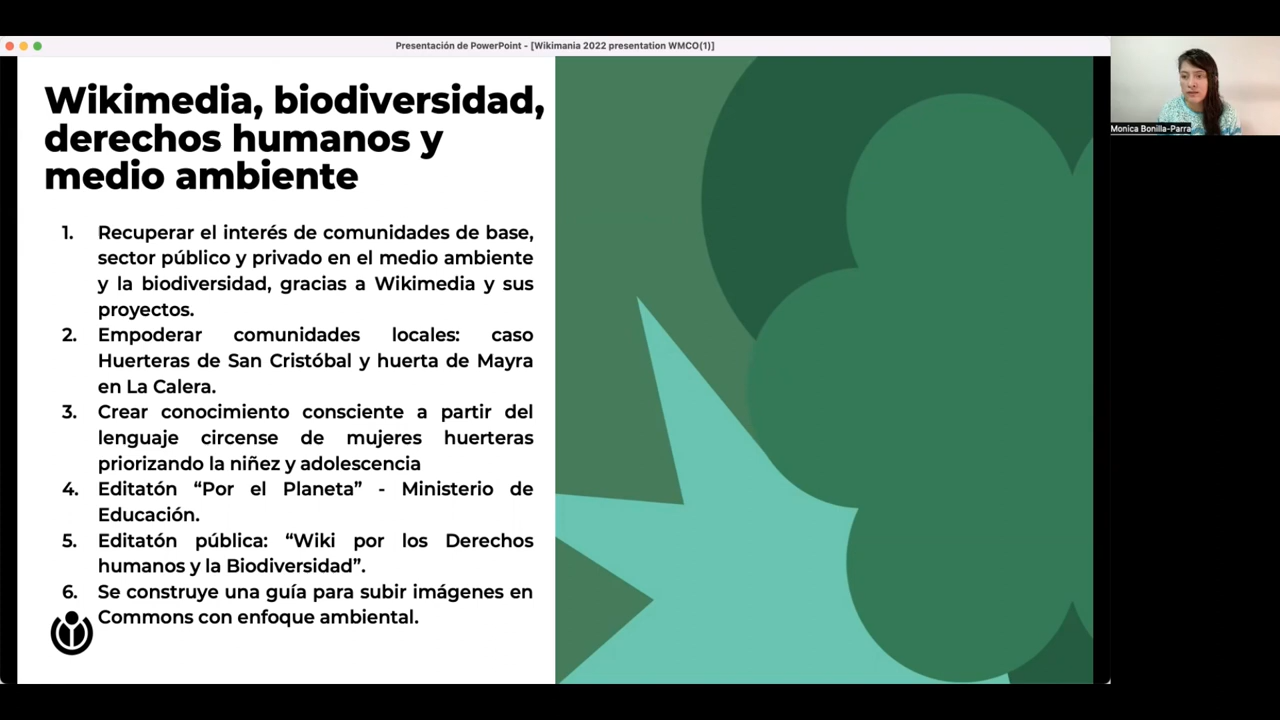 Presentación de PowerPoint - [Wikimania 2022 presentation WMCO(1)]
Wikimedia, biodiversidad,
derechos humanos y
medio ambiente
1. Recuperar el interés de comunidades de base,
sector público y privado en el medio ambiente
y la biodiversidad, gracias a Wikimedia y sus
proyectos.
2. Empoderar comunidades locales: caso
Huerteras de San Cristóbal y huerta de Mayra
en La Calera.
3. Crear conocimiento consciente a partir del
lenguaje circense de mujeres huerteras
priorizando la niñez y adolescencia
4. Editatón “Por el Planeta” - Ministerio de
Educación.
5. Editatón pública: “Wiki por los Derechos
humanos y la Biodiversidad”.
6. Se construye una guía para subir imágenes en
Commons con enfoque ambiental.
Monica Bonilla-Parra